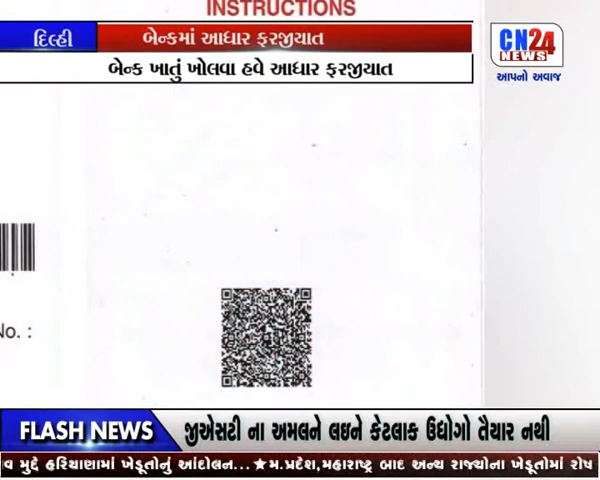 INSTRUCTIONS
દિલ્હી બેન્કમાં આધાર ફરજીયાત
બેન્ક ખાતું ખોલવા હવે આધાર ફરજીયાત
CN24
NEWS
આપનો અવાજ
No. :
FLASH NEWS જીએસટી ના અમલને લઇને કેટલાક ઉધોગો તૈયાર નથી
વ મુદ્દે હરિયાણામાં ખેડૂતોનું આંદોલન...★મ.પ્રદેશ,મહારાષ્ટ્ર બાદ અન્ય રાજ્યોના ખેડૂતોમાં રોષ